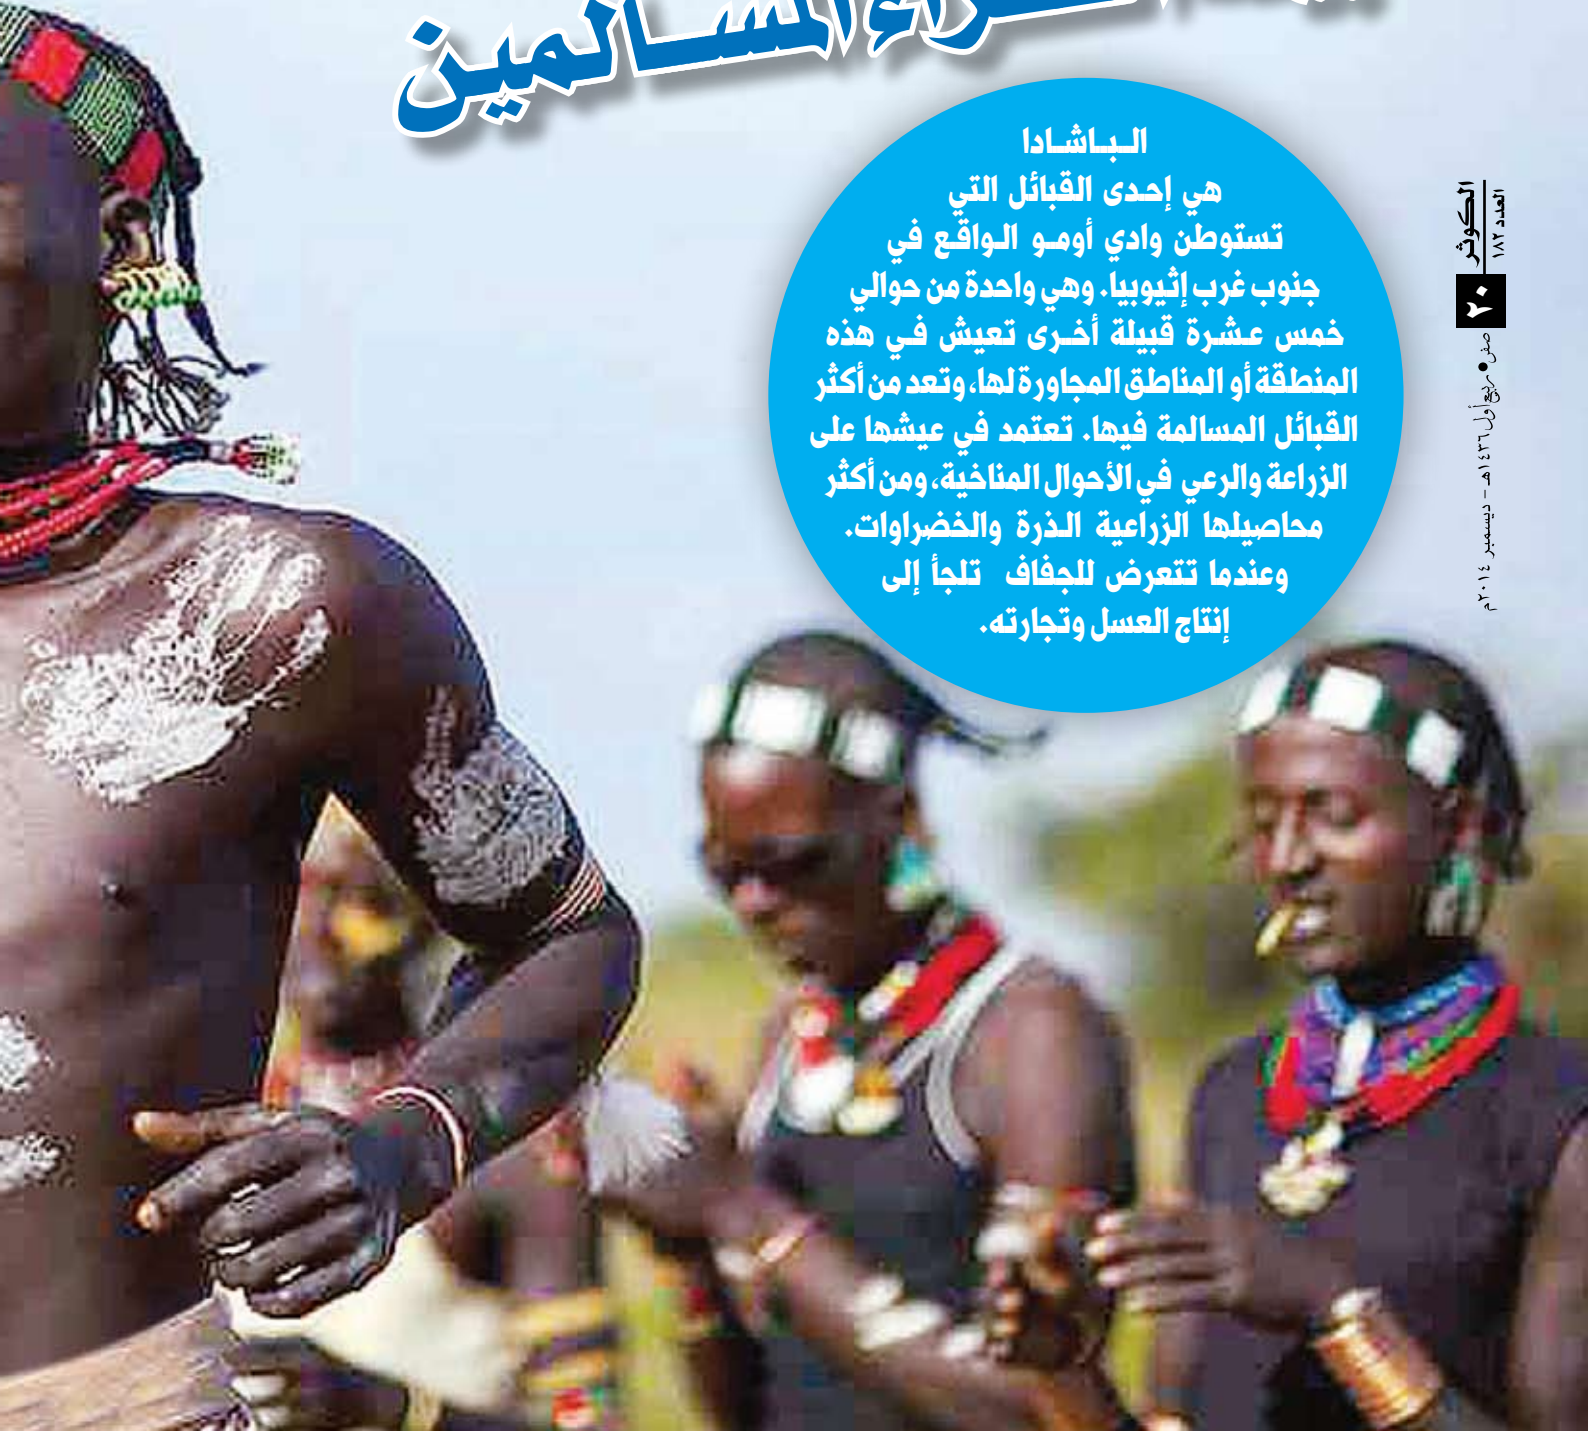 المسالمين
الباشادا
هي إحدى القبائل التي
تستوطن وادي أومو الواقع في
جنوب غرب إثيوبيا. وهي واحدة من حوالي
خمس عشرة قبيلة أخرى تعيش في هذه
المنطقة أو المناطق المجاورة لها، وتعد من أكثر
القبائل المسالمة فيها. تعتمد في عيشها على
الزراعة والرعي في الأحوال المناخية، ومن أكثر
محاصيلها الزراعية الذرة والخضراوات.
وعندما تتعرض للجفاف تلجأ إلى
إنتاج العسل وتجارته.
الكوثر
العدد ١٨٢
٢٠
صفر • ربيع أول ١٤٣٦هـ - ديسمبر ٢٠١٤م